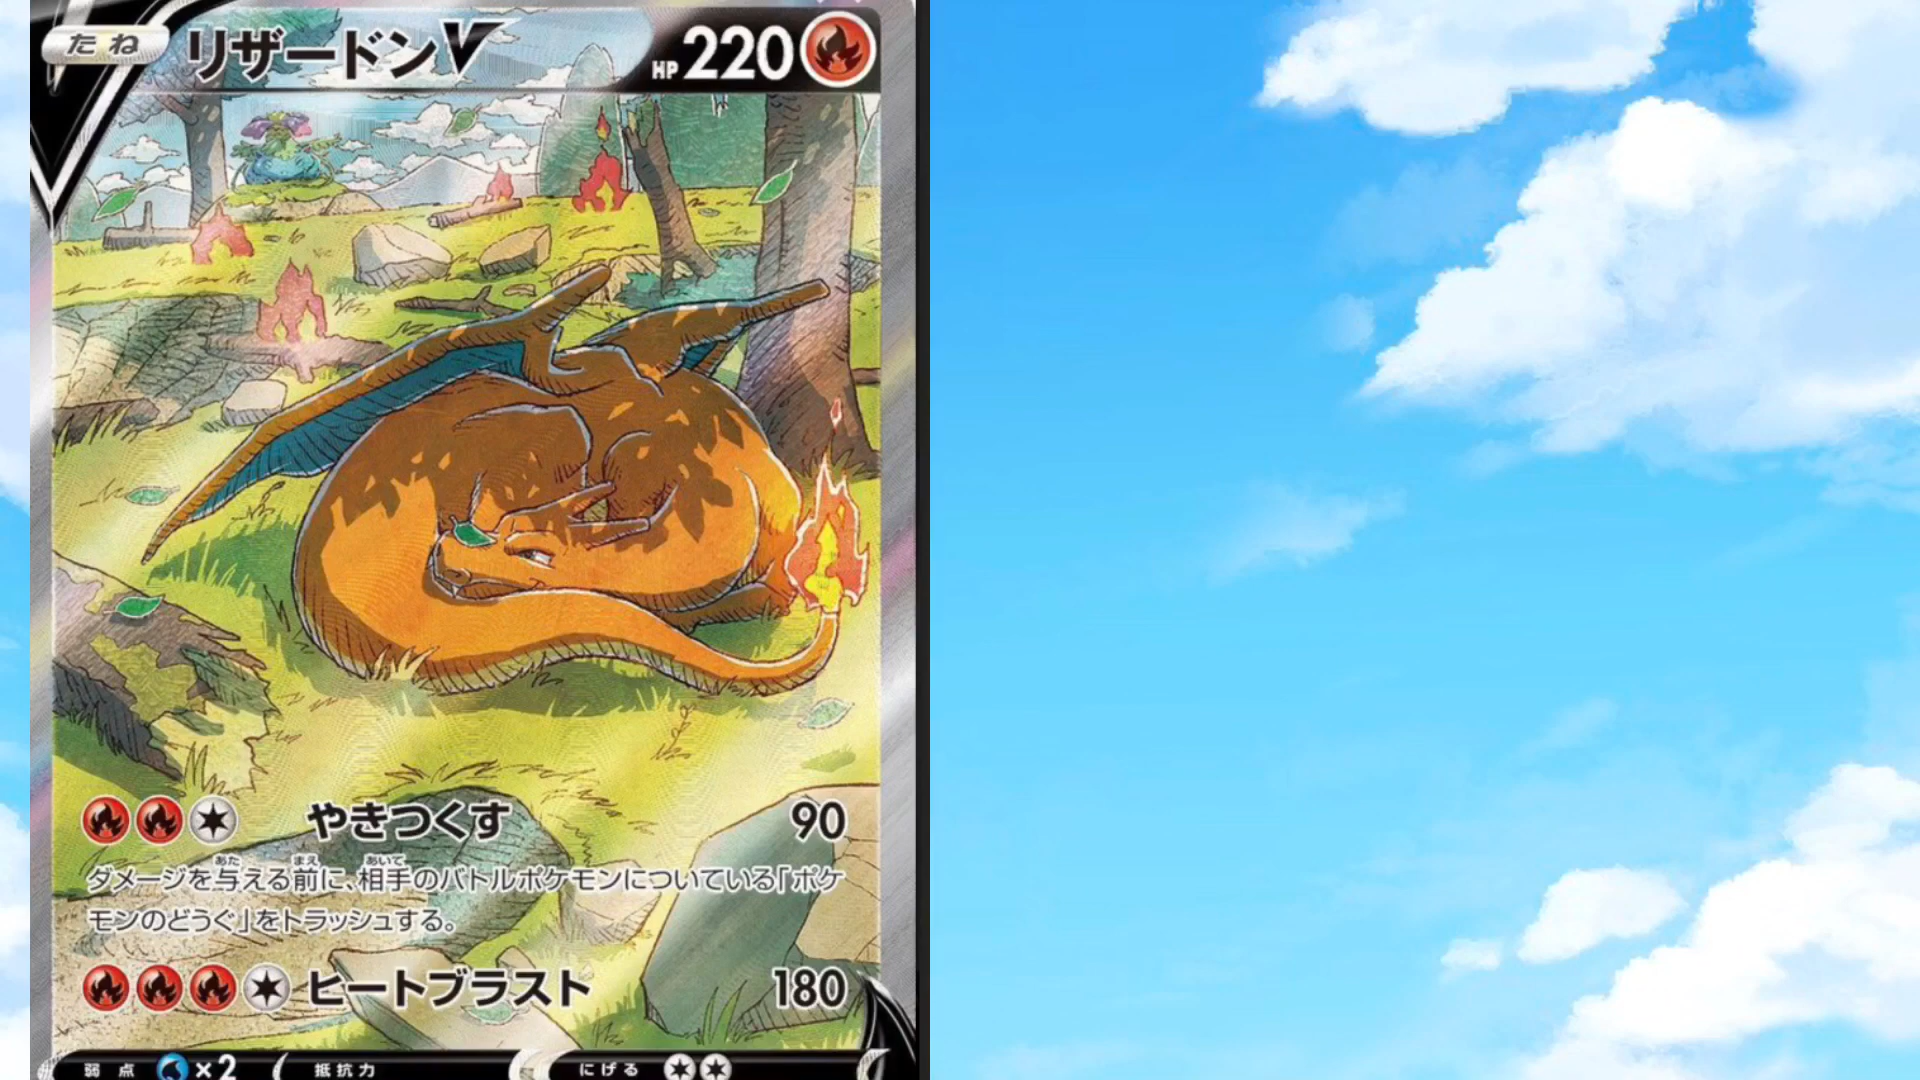 たね リザードンV HP220
やきつくす 90
ダメージを与える前に、相手のバトルポケモンについている「ポケ
モンのどうぐ」をトラッシュする。
ヒートブラスト 180
弱点 ×2 抵抗力 にげる